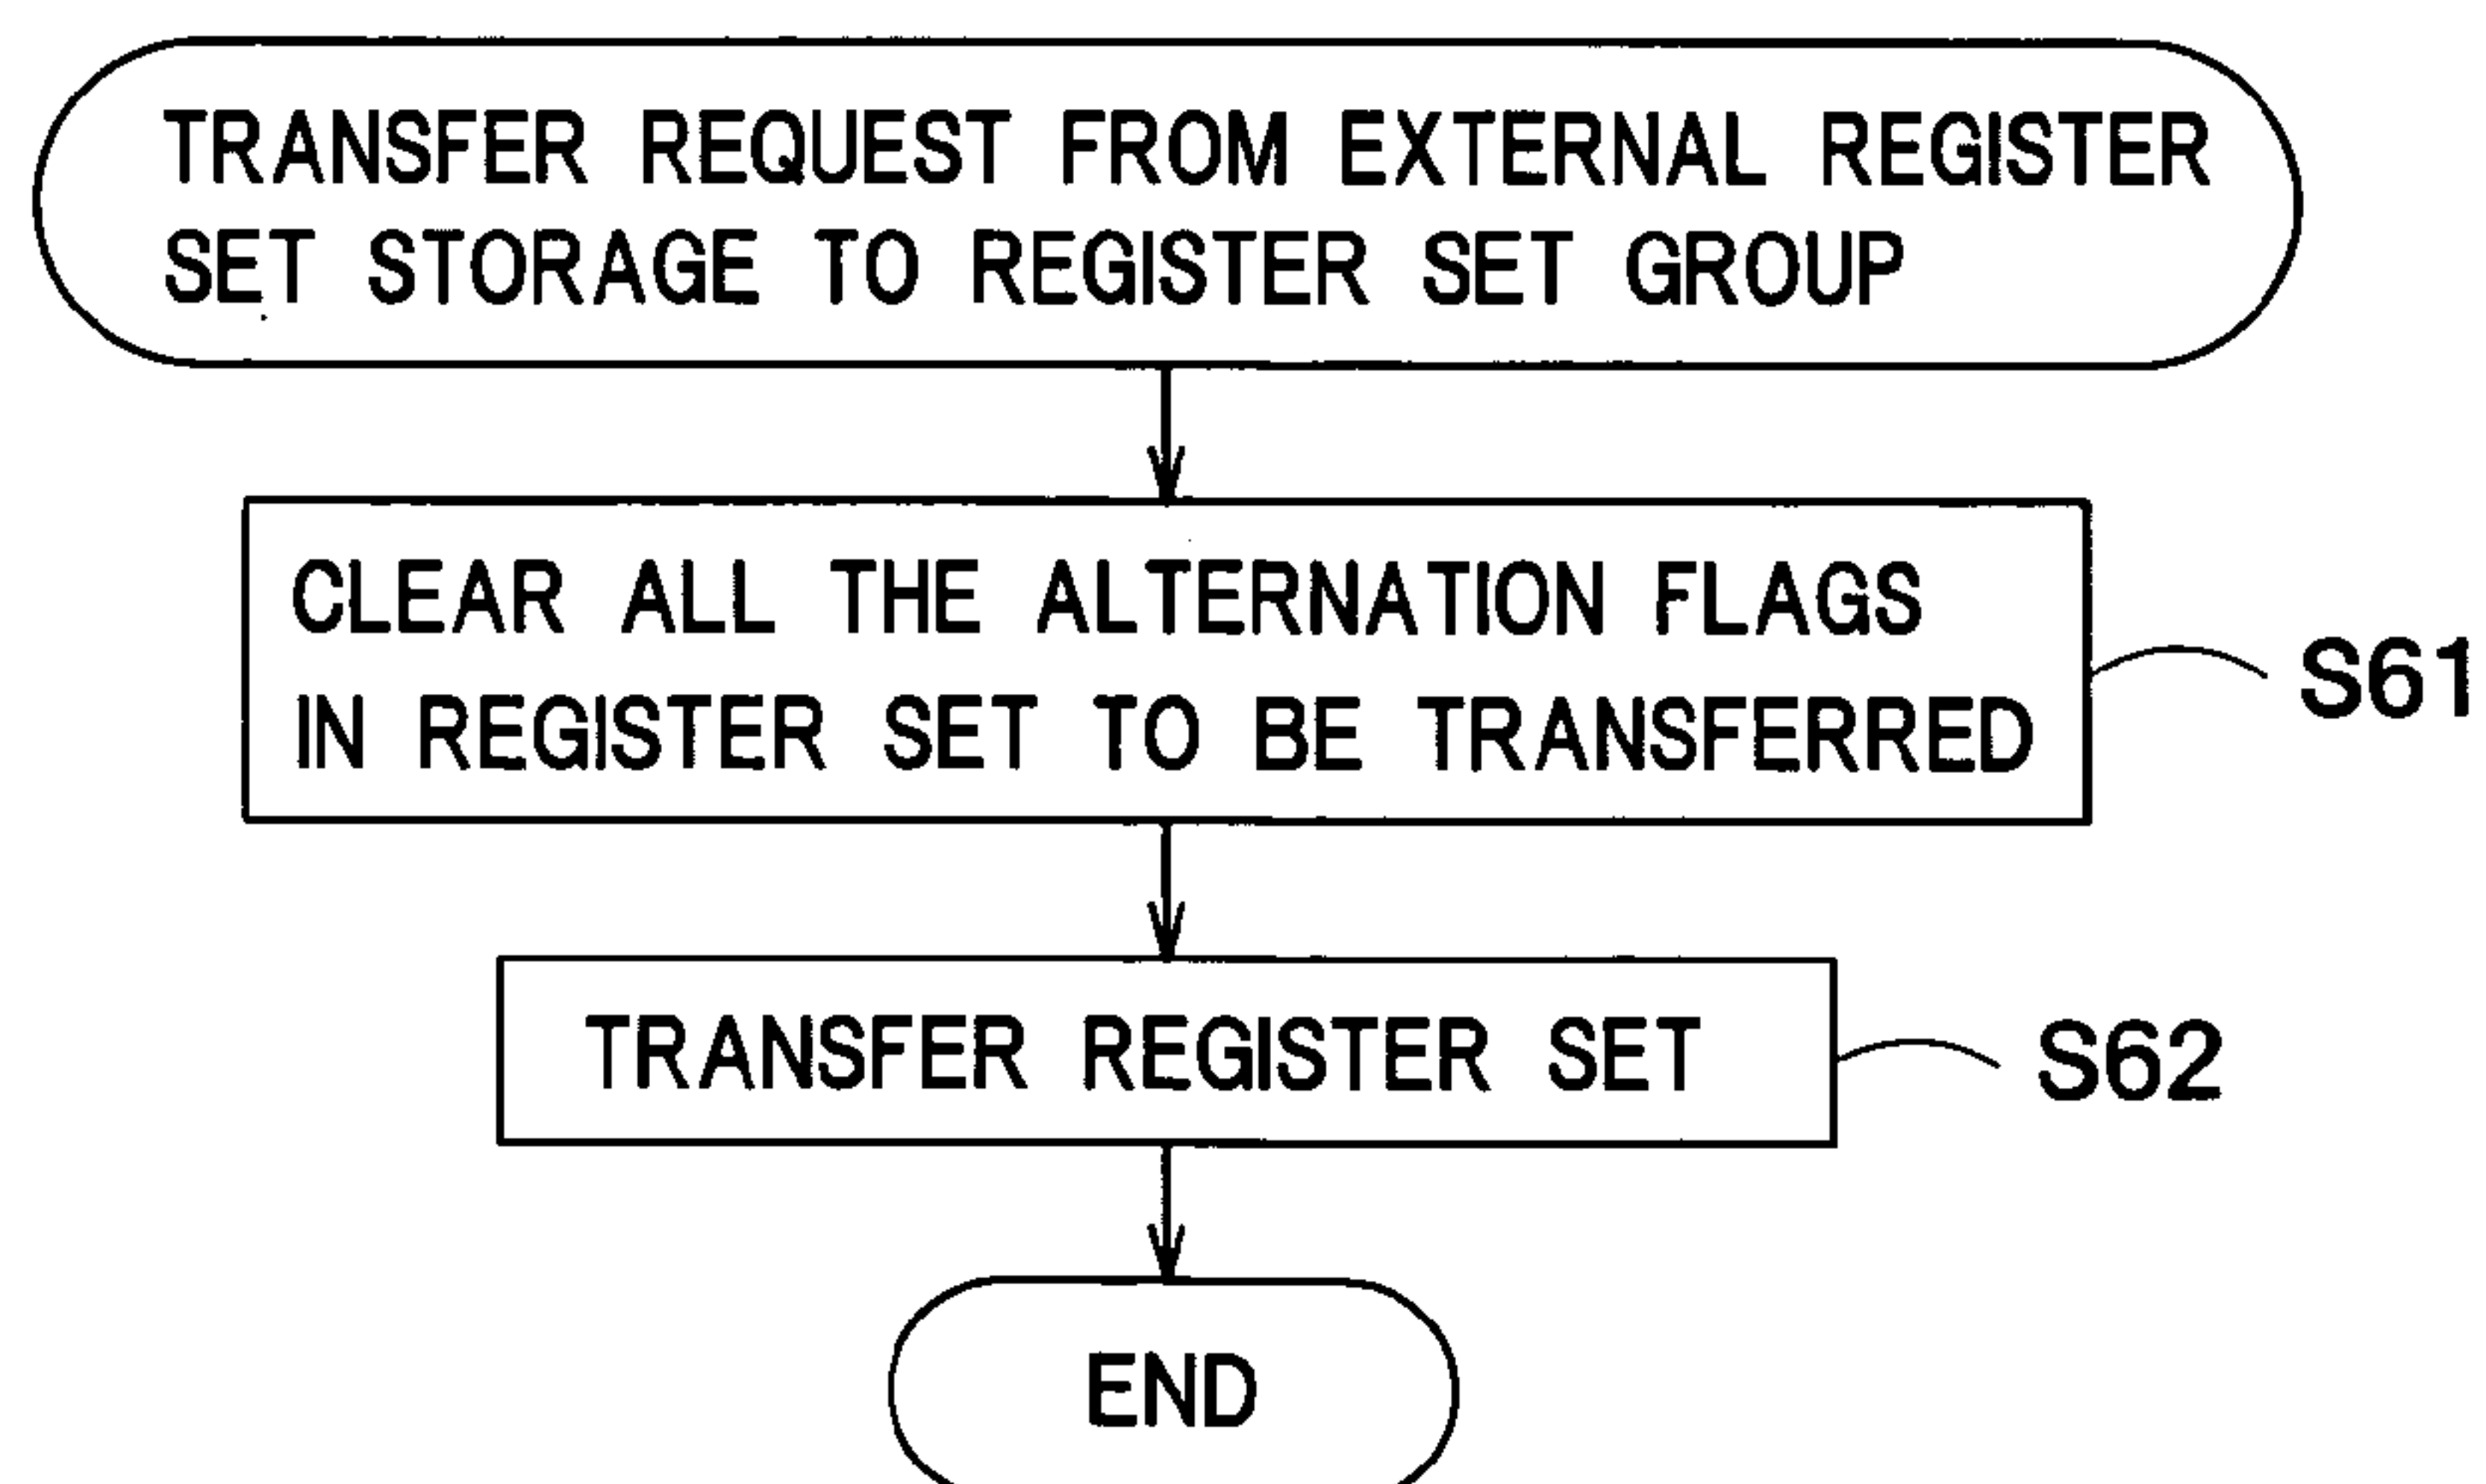 TRANSFER REQUEST FROM EXTERNAL REGISTER
SET STORAGE TO REGISTER SET GROUP
CLEAR ALL THE ALTERNATION FLAGS
IN REGISTER SET TO BE TRANSFERRED
S61
TRANSFER REGISTER SET
S62
END